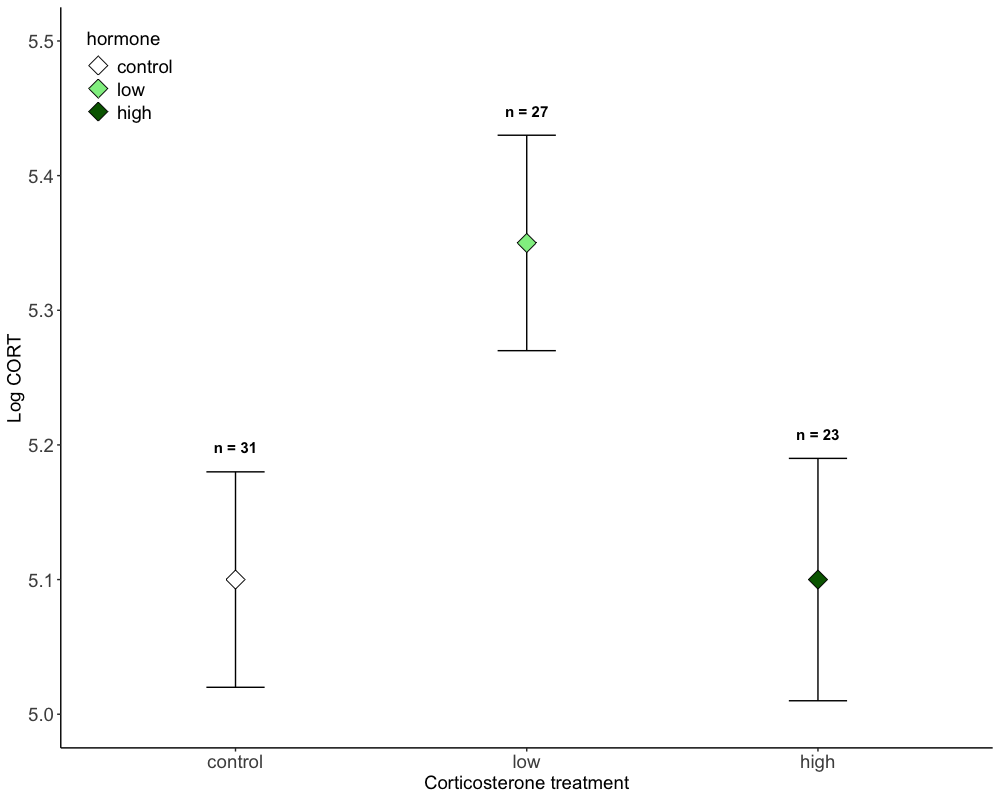 hormone
control
low
high
5.5
5.4
5.3
5.2
5.1
5.0
Log CORT
n = 31
n = 27
n = 23
control
low
high
Corticosterone treatment